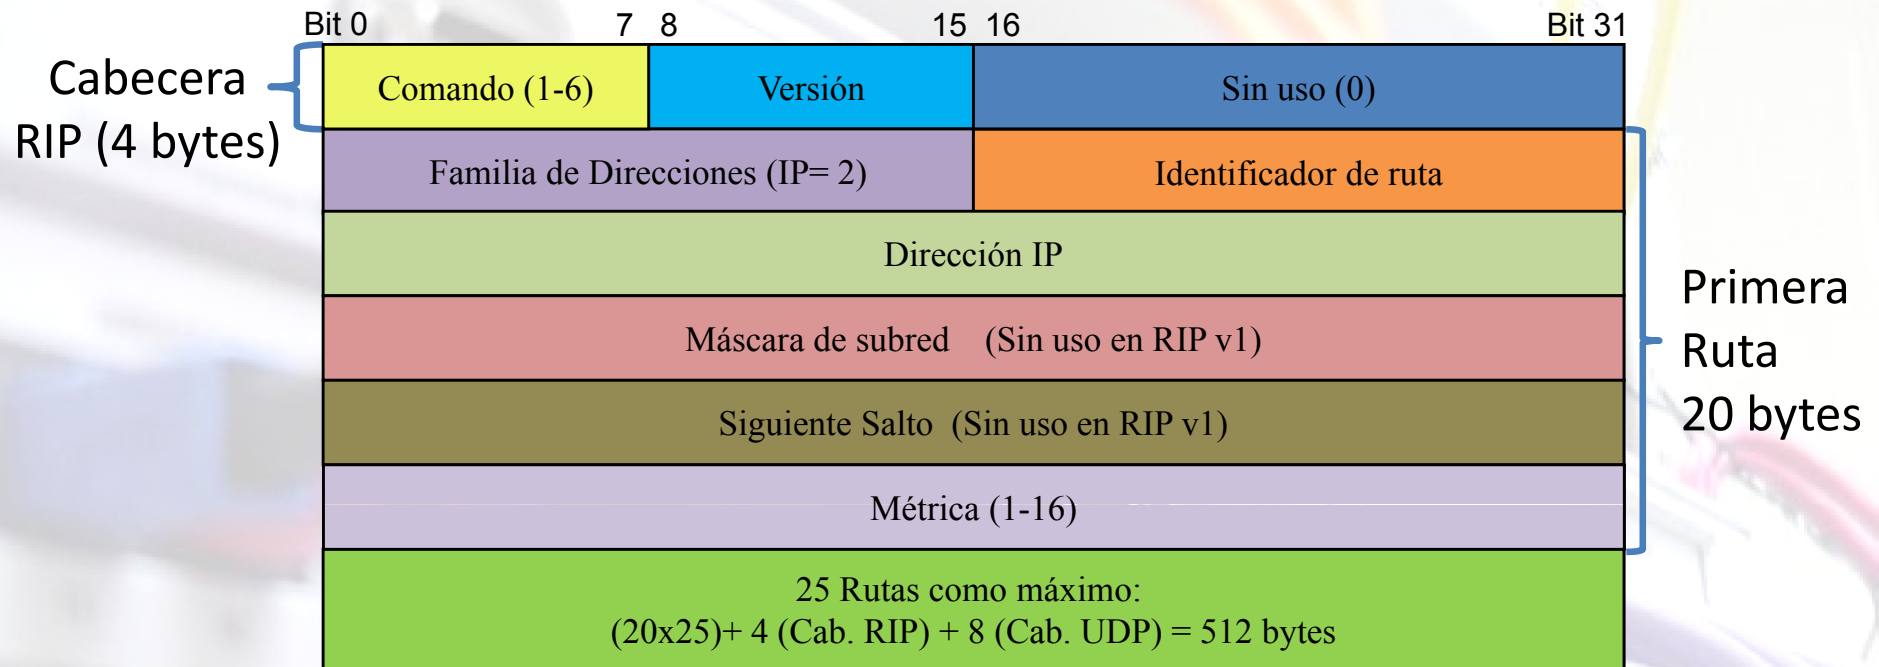 Bit 0 7 8 15 16 Bit 31
Cabecera
RIP (4 bytes)
Comando (1-6) Versión Sin uso (0)
Familia de Direcciones (IP= 2) Identificador de ruta
Dirección IP
Máscara de subred (Sin uso en RIP v1)
Siguiente Salto (Sin uso en RIP v1)
Métrica (1-16)
Primera
Ruta
20 bytes
25 Rutas como máximo:
(20x25)+ 4 (Cab. RIP) + 8 (Cab. UDP) = 512 bytes